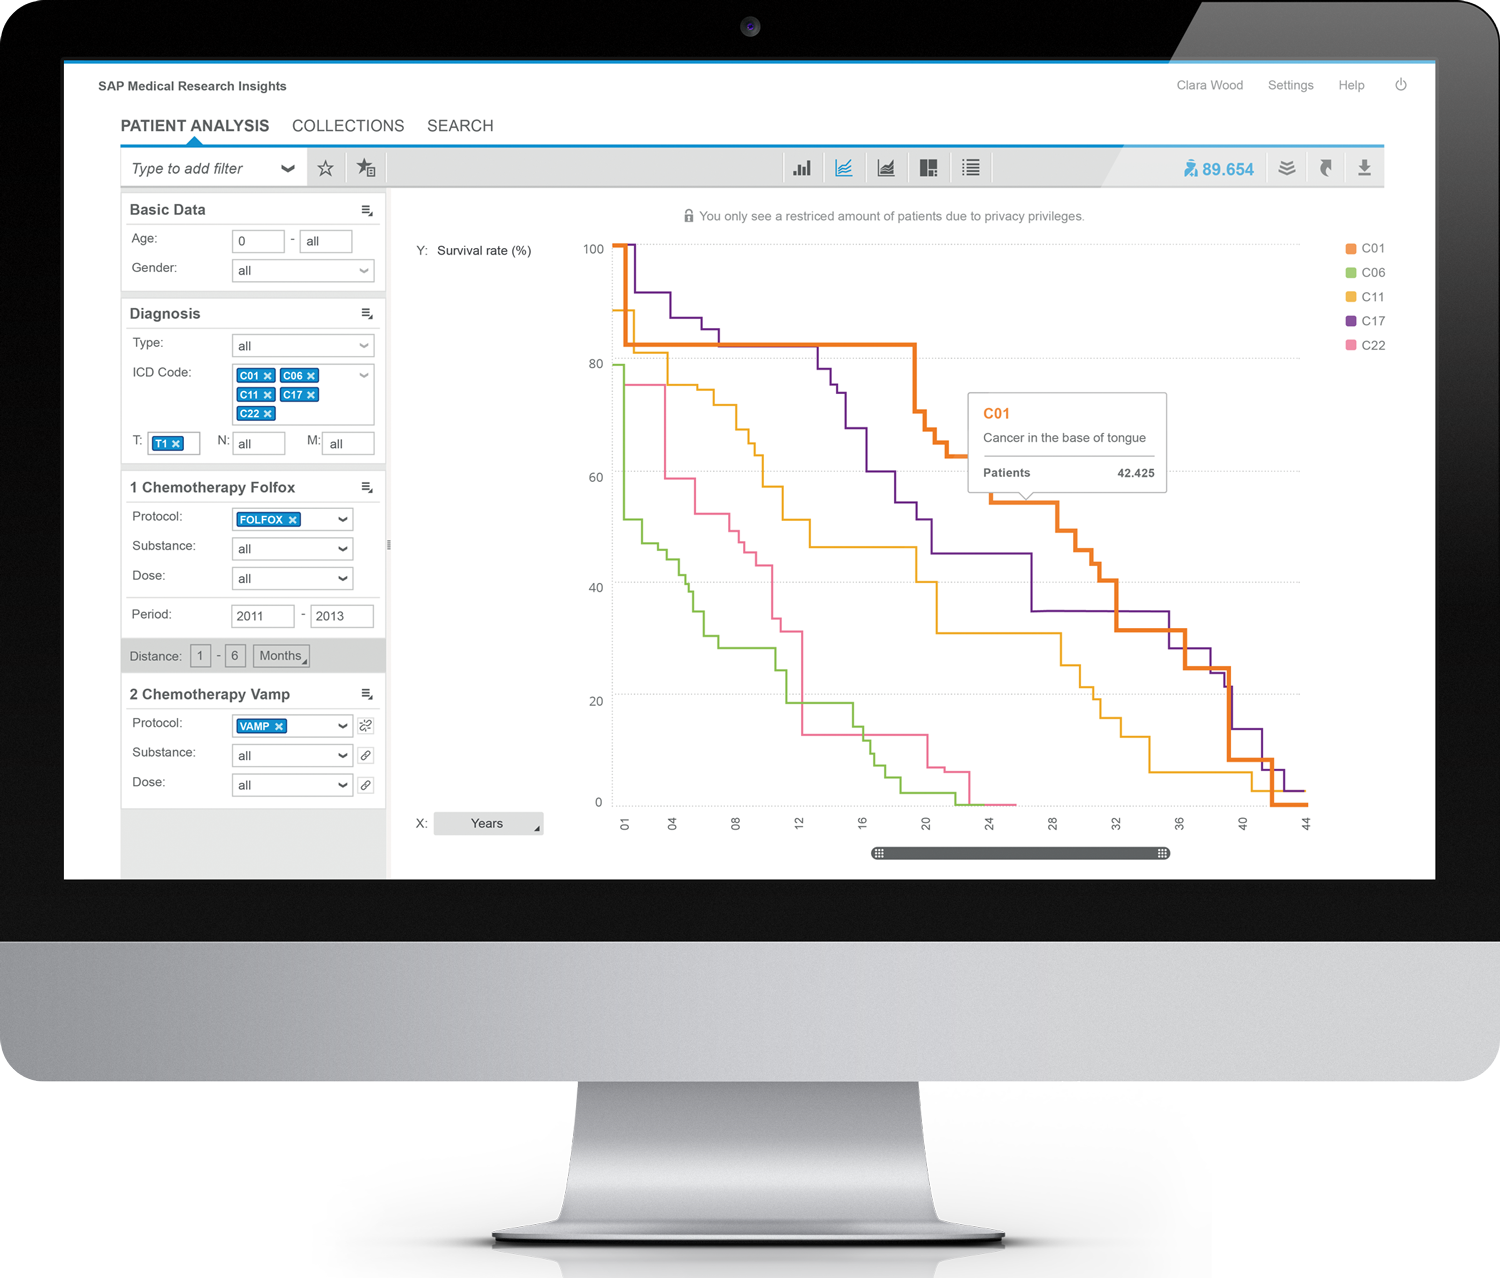 SAP Medical Research Insights
Clara Wood Settings Help
PATIENT ANALYSIS COLLECTIONS SEARCH
Type to add filter
89.654
Basic Data
Age: 0 - all
Gender: all
Diagnosis
Type: all
ICD Code: C01 C06
C11 C17
C22
T: T1 N: all M: all
1 Chemotherapy Folfox
Protocol: FOLFOX
Substance: all
Dose: all
Period: 2011 - 2013
Distance: 1 - 6 Months
2 Chemotherapy Vamp
Protocol: VAMP
Substance: all
Dose: all
You only see a restriced amount of patients due to privacy privileges.
Y: Survival rate (%)
100
80
60
40
20
0
C01
C06
C11
C17
C22
C01
Cancer in the base of tongue
Patients 42.425
X: Years
01 04 08 12 16 20 24 28 32 36 40 44